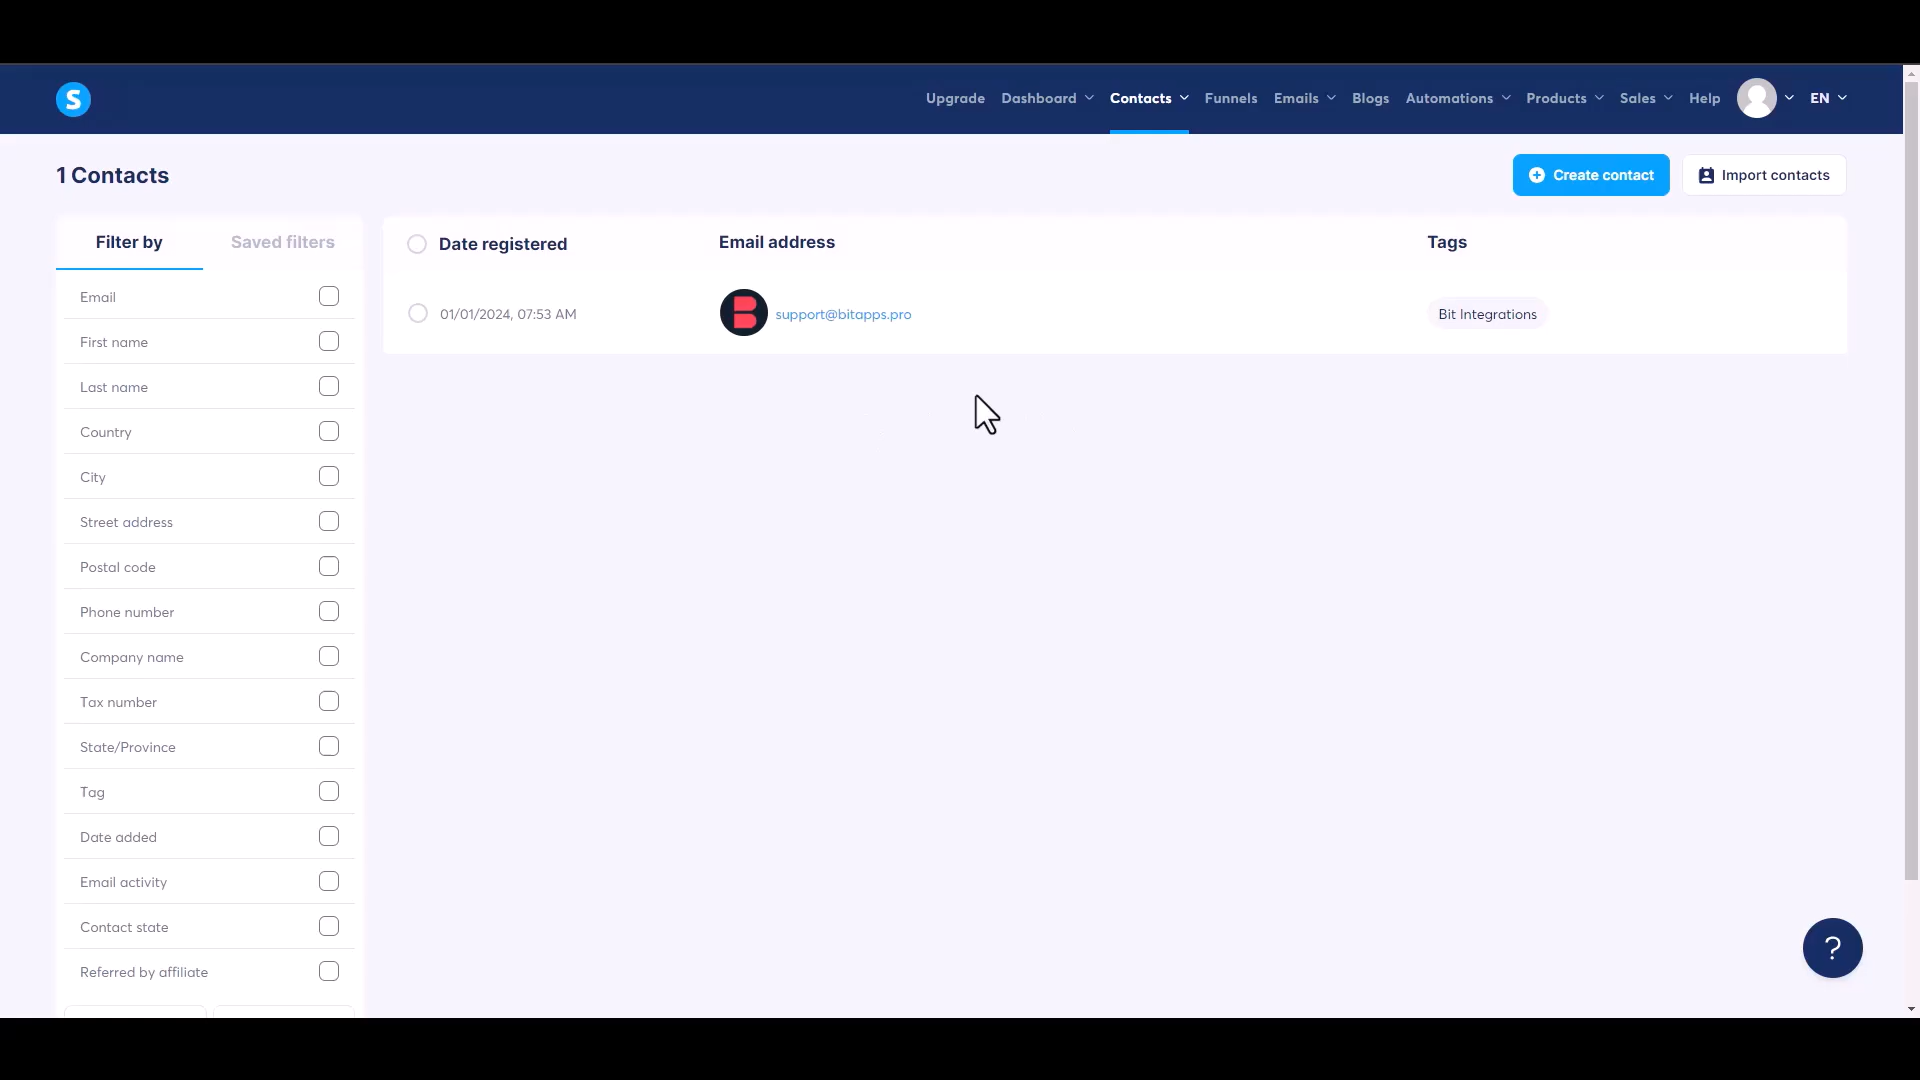 S
Upgrade Dashboard Contacts Funnels Emails Blogs Automations Products Sales Help EN
1 Contacts
Create contact Import contacts
Filter by Saved filters
Date registered Email address Tags
01/01/2024, 07:53 AM support@bitapps.pro Bit Integrations
Email
First name
Last name
Country
City
Street address
Postal code
Phone number
Company name
Tax number
State/Province
Tag
Date added
Email activity
Contact state
Referred by affiliate
?